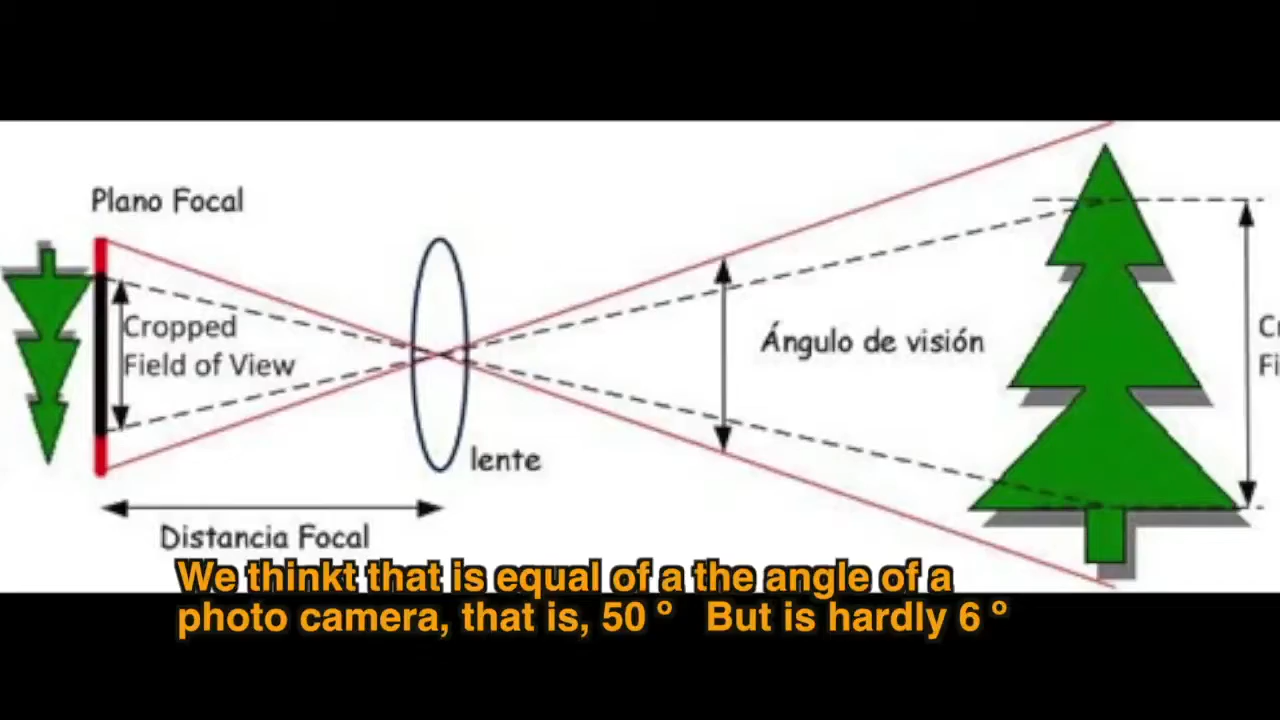 Plano Focal
Cropped
Field of View
Ángulo de visión
lente
Distancia Focal
We thinkt that is equal of a the angle of a
photo camera, that is, 50 º But is hardly 6 º